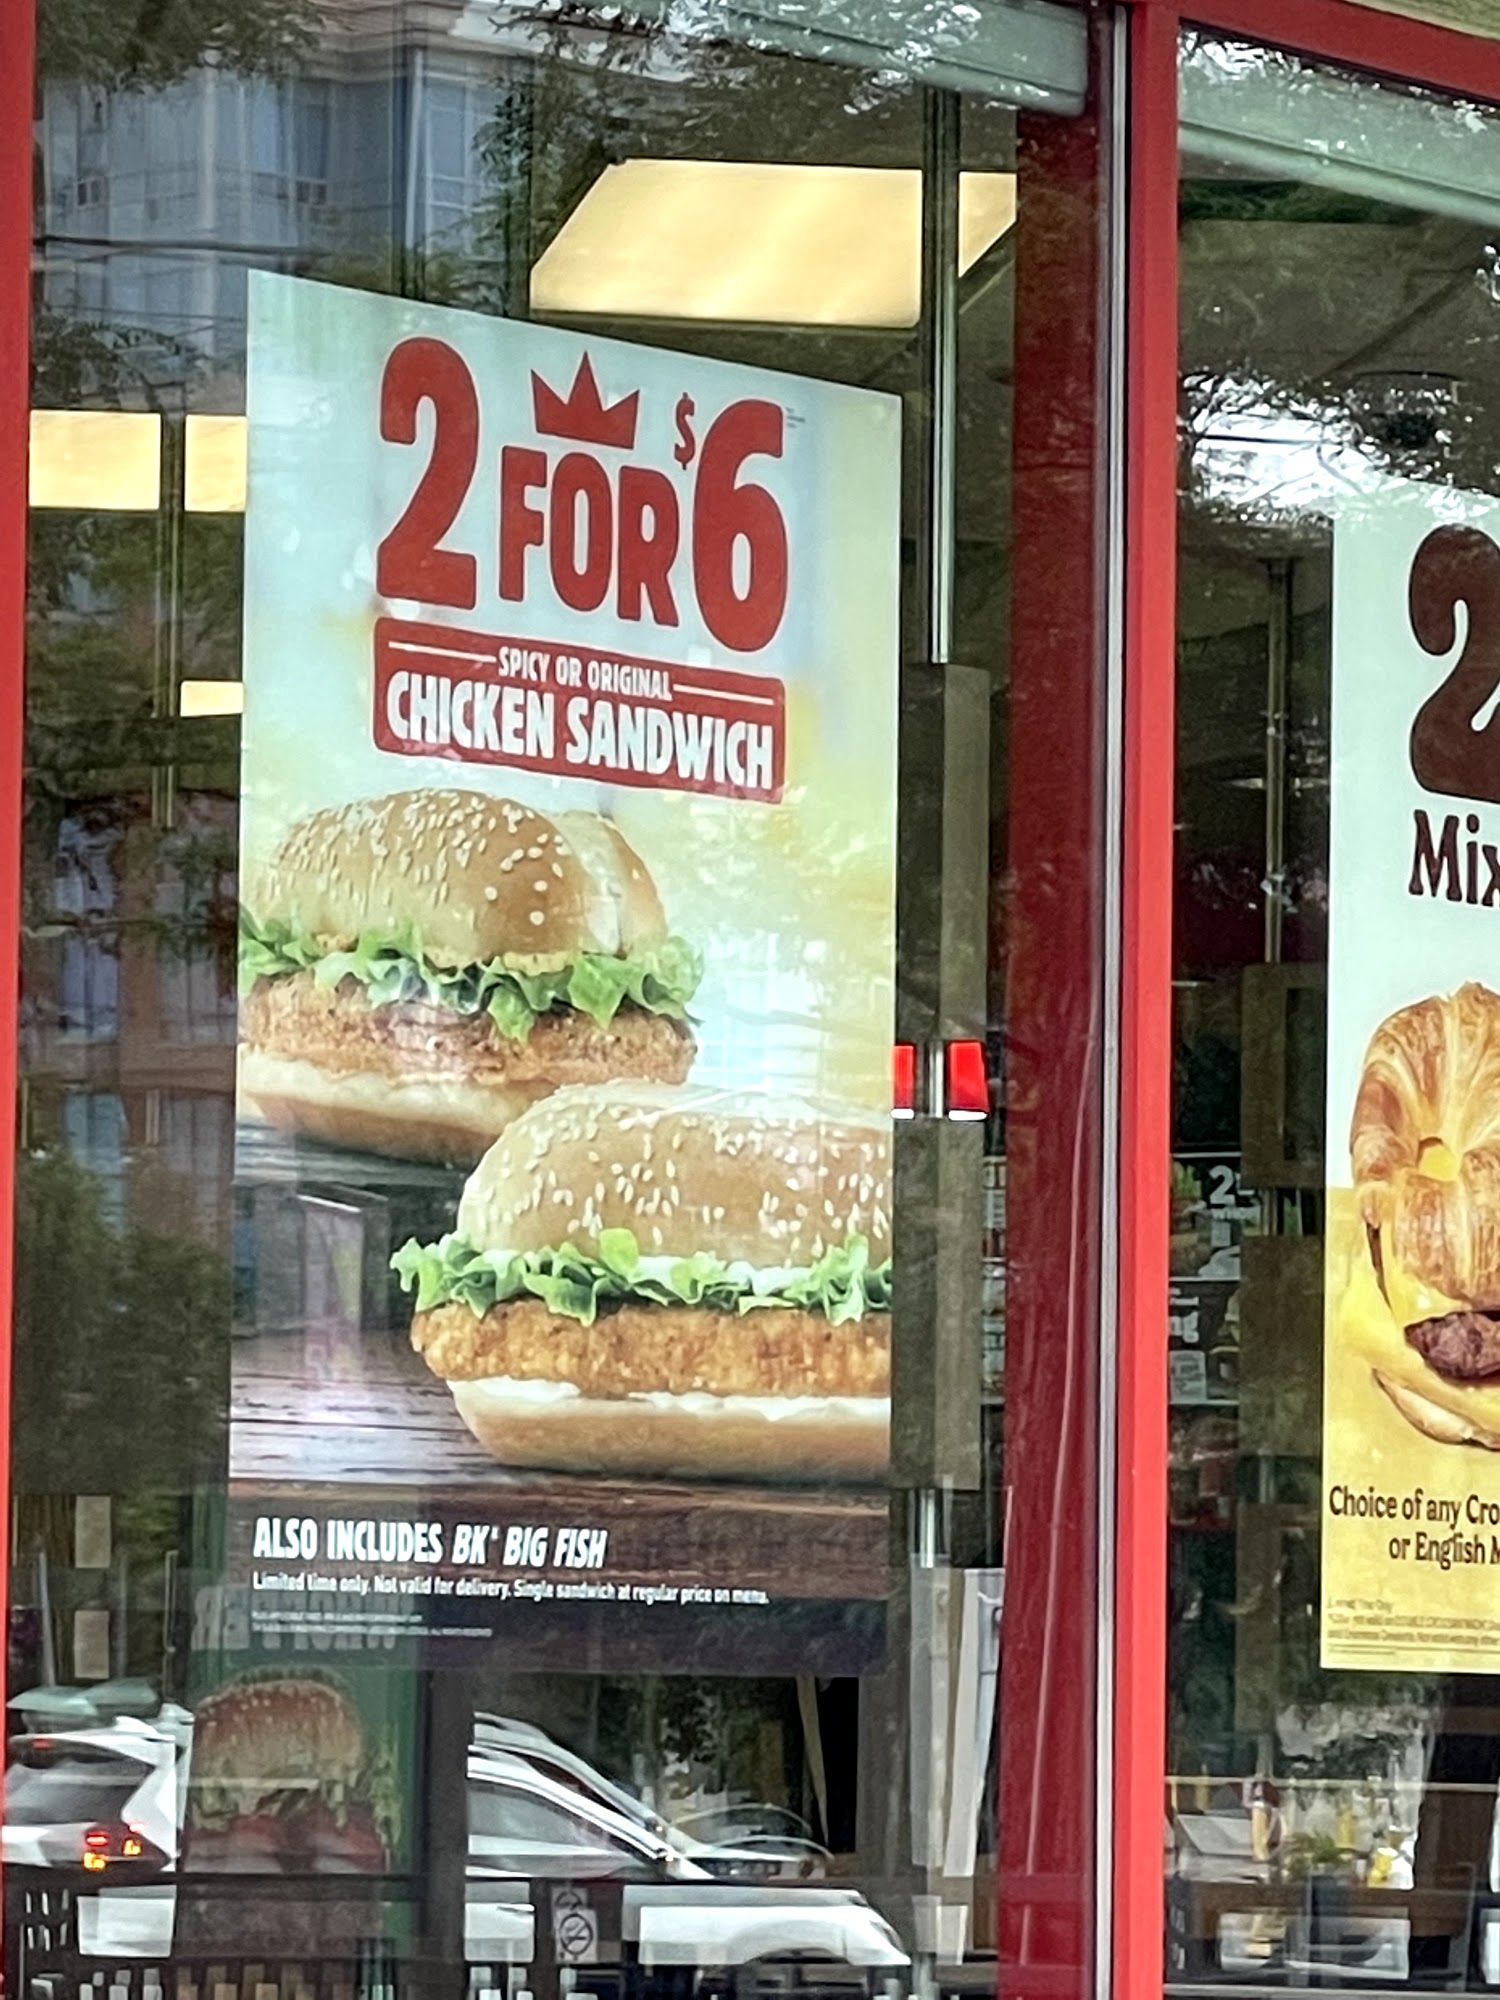 2 FOR $6
SPICY OR ORIGINAL
CHICKEN SANDWICH
ALSO INCLUDES BK® BIG FISH
Limited time only. Not valid for delivery. Single sandwich at regular price on menu.
2
Mix
Choice of any Cro
or English M